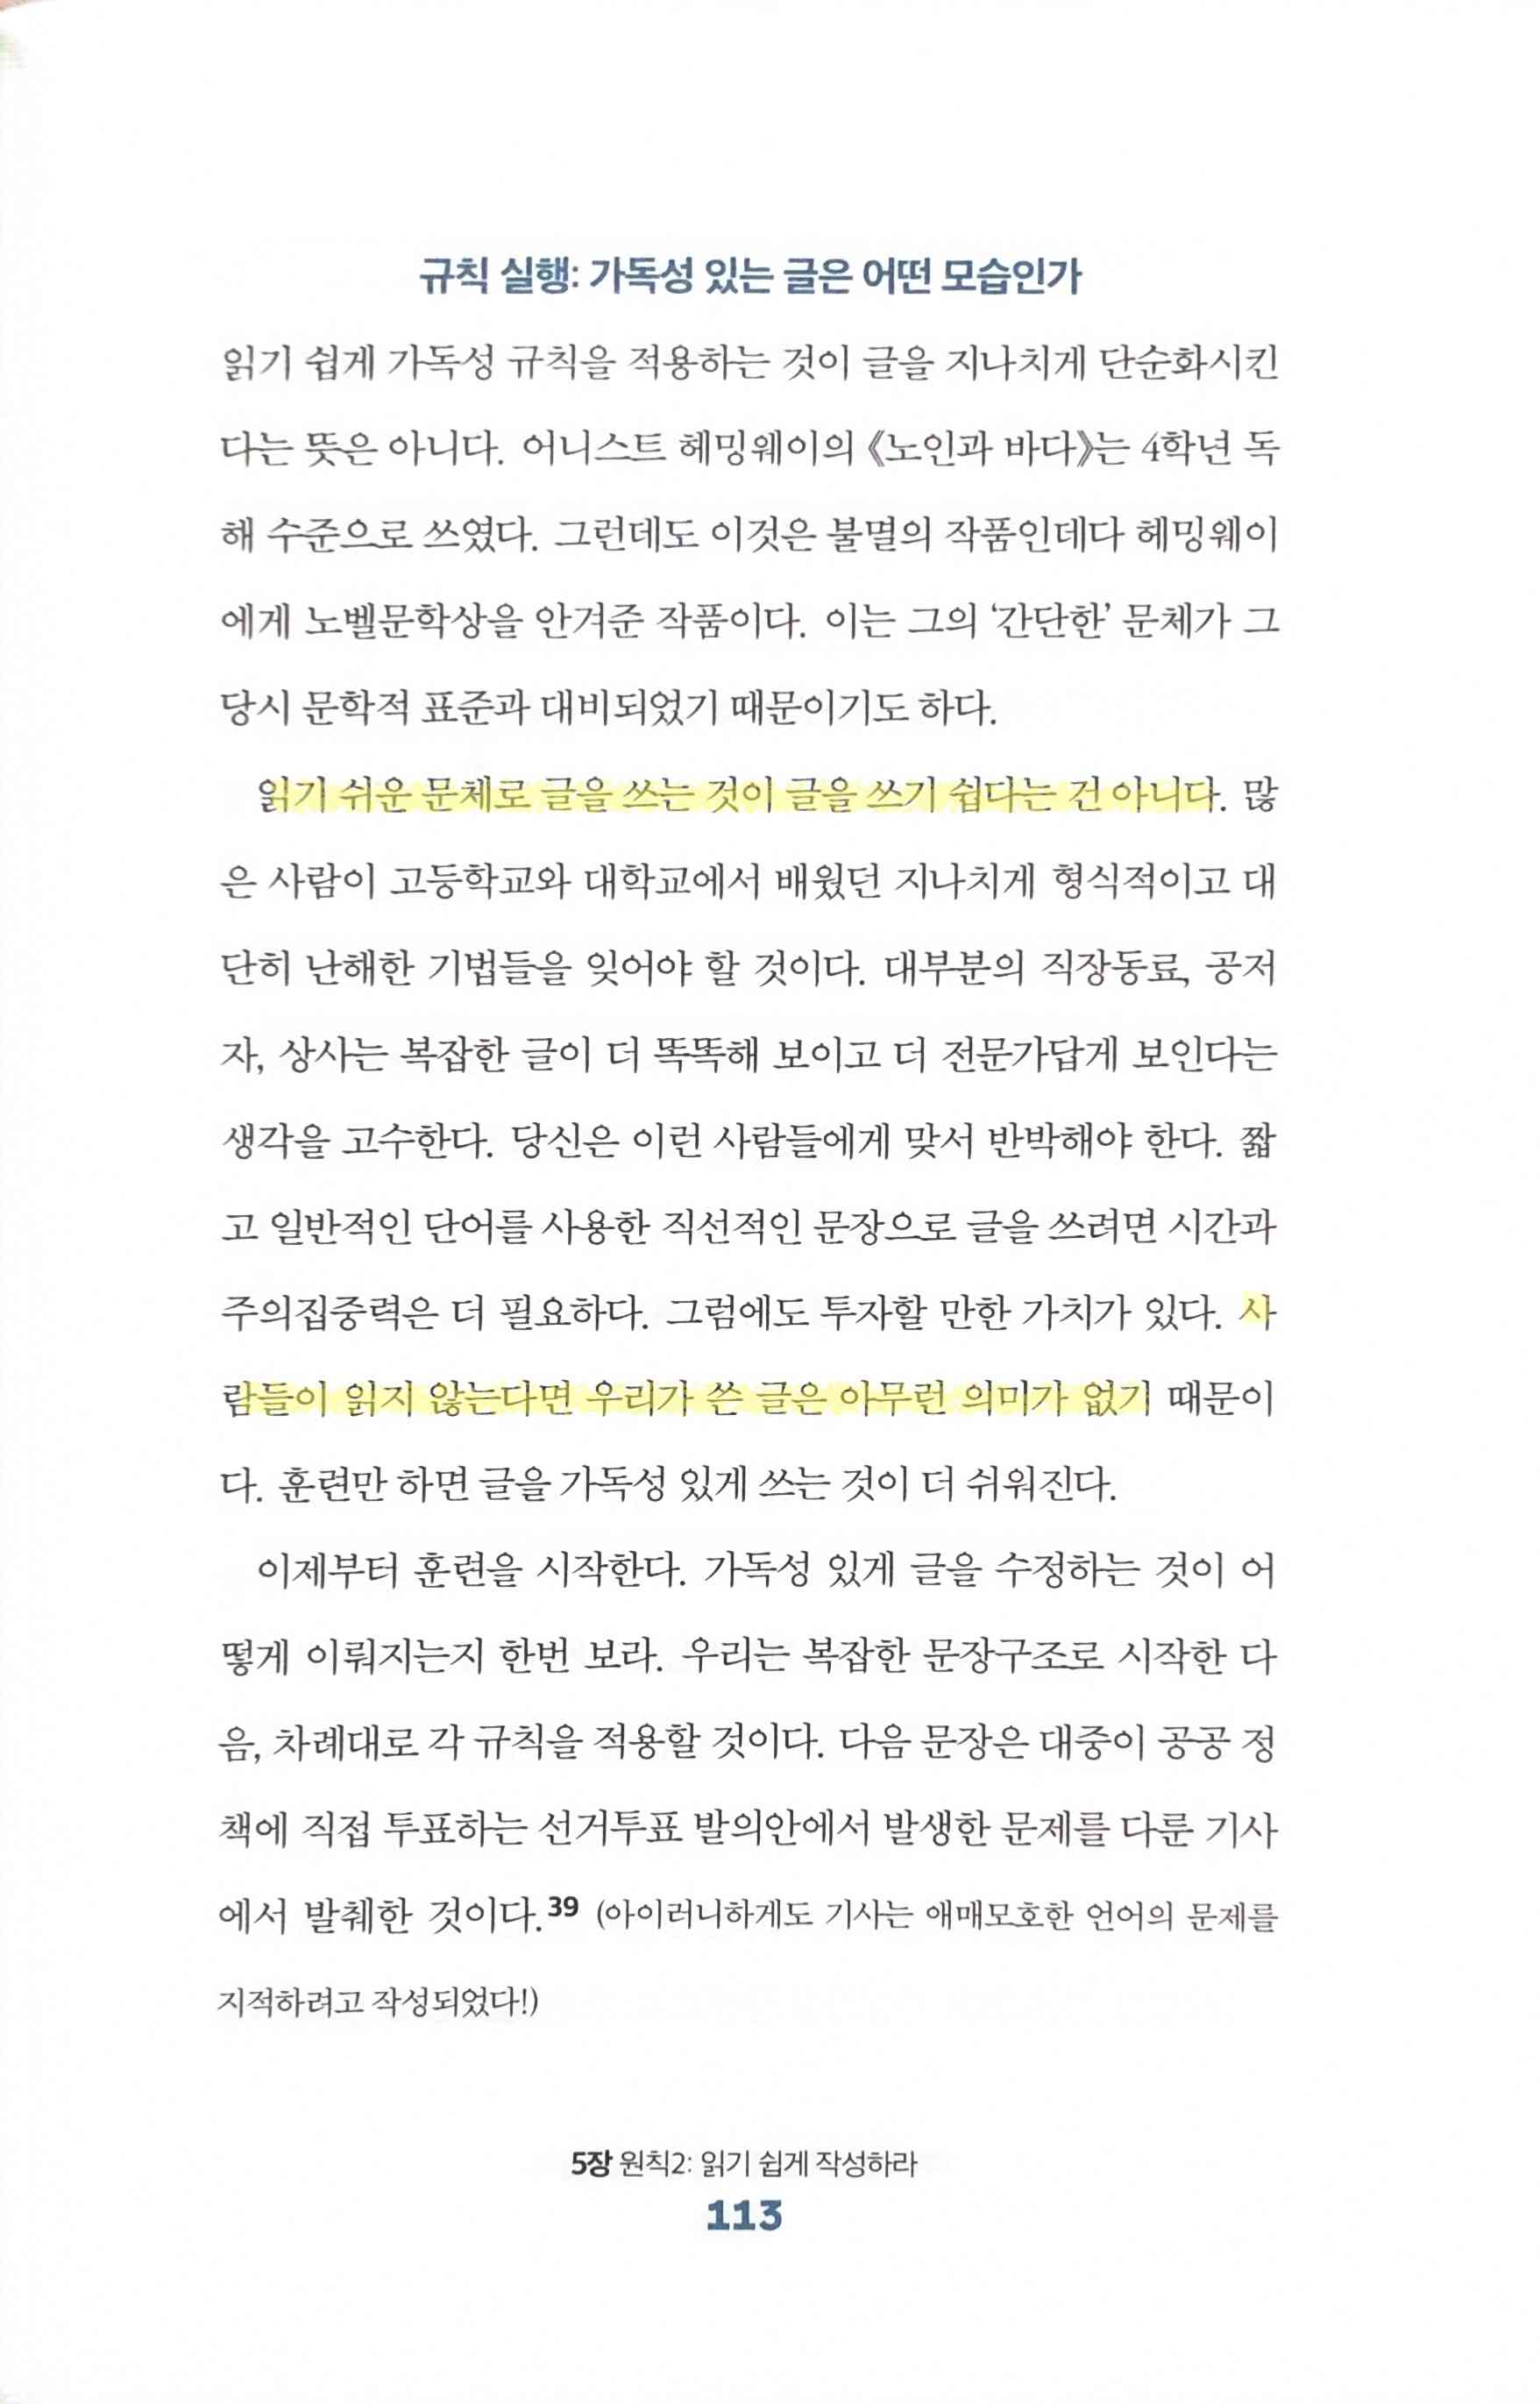 규칙 실행: 가독성 있는 글은 어떤 모습인가
읽기 쉽게 가독성 규칙을 적용하는 것이 글을 지나치게 단순화시킨
다는 뜻은 아니다. 어니스트 헤밍웨이의 《노인과 바다》는 4학년 독
해 수준으로 쓰였다. 그런데도 이것은 불멸의 작품인데다 헤밍웨이
에게 노벨문학상을 안겨준 작품이다. 이는 그의 ‘간단한’ 문체가 그
당시 문학적 표준과 대비되었기 때문이기도 하다.
읽기 쉬운 문체로 글을 쓰는 것이 글을 쓰기 쉽다는 건 아니다. 많
은 사람이 고등학교와 대학교에서 배웠던 지나치게 형식적이고 대
단히 난해한 기법들을 잊어야 할 것이다. 대부분의 직장동료, 공저
자, 상사는 복잡한 글이 더 똑똑해 보이고 더 전문가답게 보인다는
생각을 고수한다. 당신은 이런 사람들에게 맞서 반박해야 한다. 짧
고 일반적인 단어를 사용한 직선적인 문장으로 글을 쓰려면 시간과
주의집중력은 더 필요하다. 그럼에도 투자할 만한 가치가 있다. 사
람들이 읽지 않는다면 우리가 쓴 글은 아무런 의미가 없기 때문이
다. 훈련만 하면 글을 가독성 있게 쓰는 것이 더 쉬워진다.
이제부터 훈련을 시작한다. 가독성 있게 글을 수정하는 것이 어
떻게 이뤄지는지 한번 보라. 우리는 복잡한 문장구조로 시작한 다
음, 차례대로 각 규칙을 적용할 것이다. 다음 문장은 대중이 공공 정
책에 직접 투표하는 선거투표 발의안에서 발생한 문제를 다룬 기사
에서 발췌한 것이다.39 (아이러니하게도 기사는 애매모호한 언어의 문제를
지적하려고 작성되었다!)
5장 원칙2: 읽기 쉽게 작성하라
113